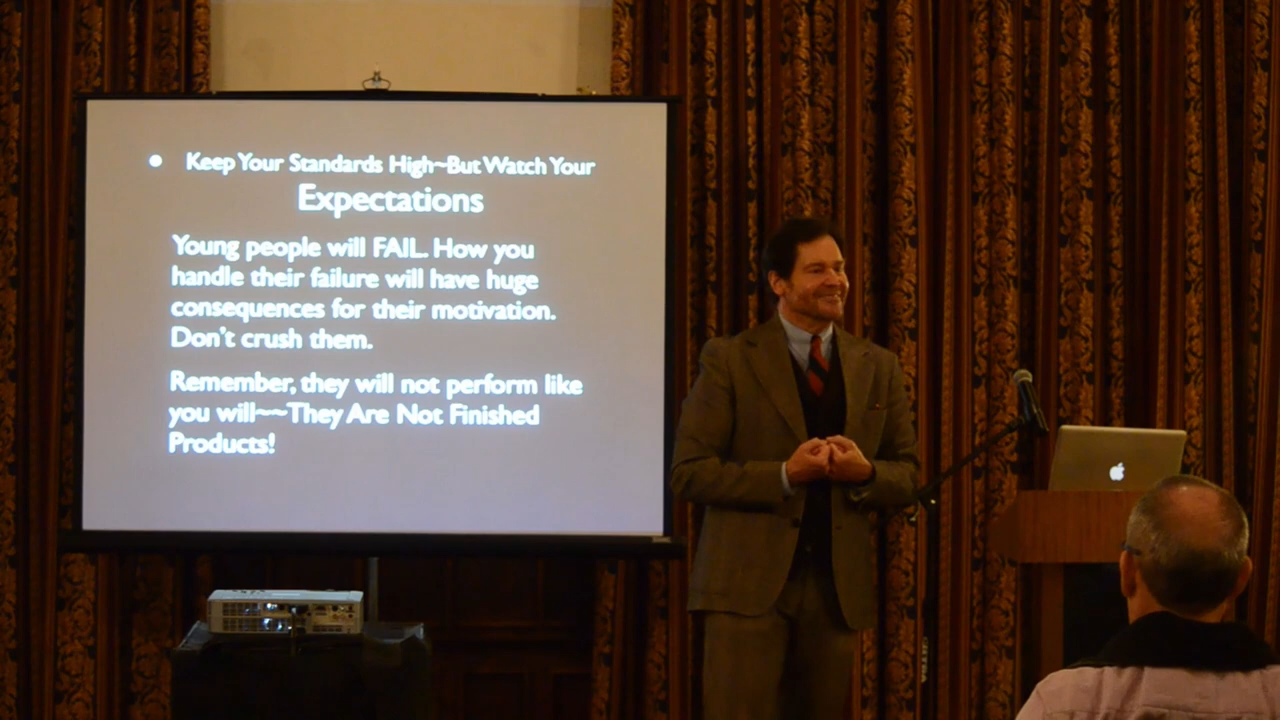 • Keep Your Standards High~But Watch Your
Expectations
Young people will FAIL. How you
handle their failure will have huge
consequences for their motivation.
Don't crush them.
Remember, they will not perform like
you will~~They Are Not Finished
Products!